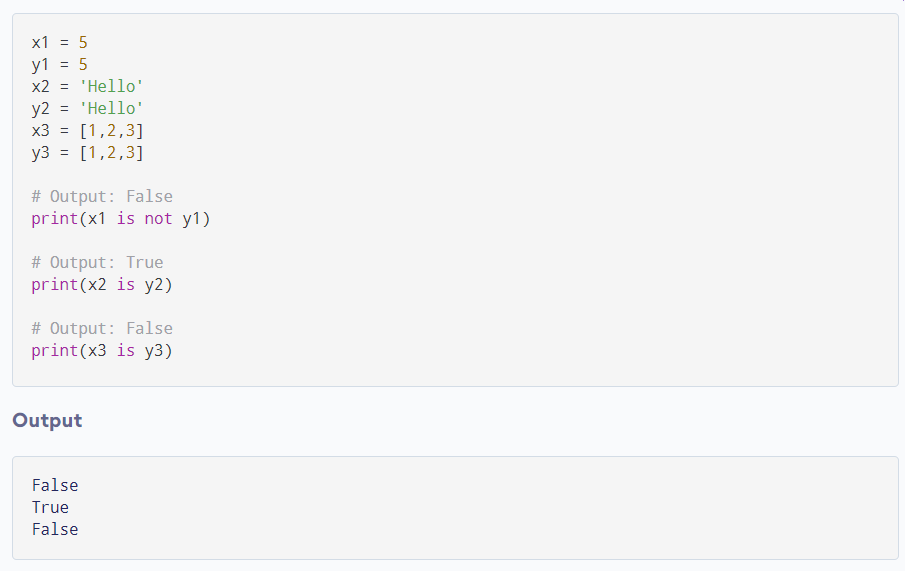 x1 = 5
y1 = 5
x2 = 'Hello'
y2 = 'Hello'
x3 = [1,2,3]
y3 = [1,2,3]
# Output: False
print(x1 is not y1)
# Output: True
print(x2 is y2)
# Output: False
print(x3 is y3)
Output
False
True
False